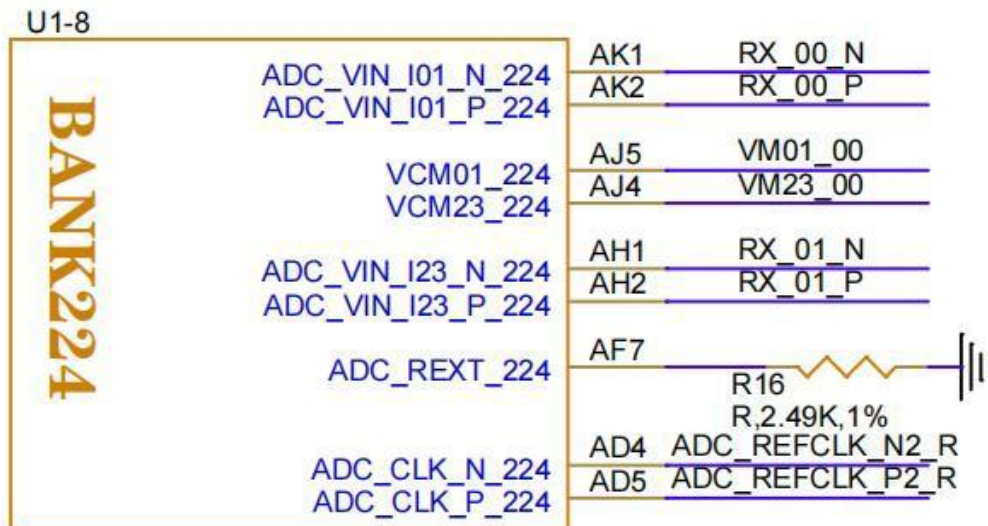 U1-8
BANK224
ADC_VIN_I01_N_224 AK1 RX_00_N
ADC_VIN_I01_P_224 AK2 RX_00_P
VCM01_224 AJ5 VM01_00
VCM23_224 AJ4 VM23_00
ADC_VIN_I23_N_224 AH1 RX_01_N
ADC_VIN_I23_P_224 AH2 RX_01_P
ADC_REXT_224 AF7
R16
R,2.49K,1%
ADC_CLK_N_224 AD4 ADC_REFCLK_N2_R
ADC_CLK_P_224 AD5 ADC_REFCLK_P2_R